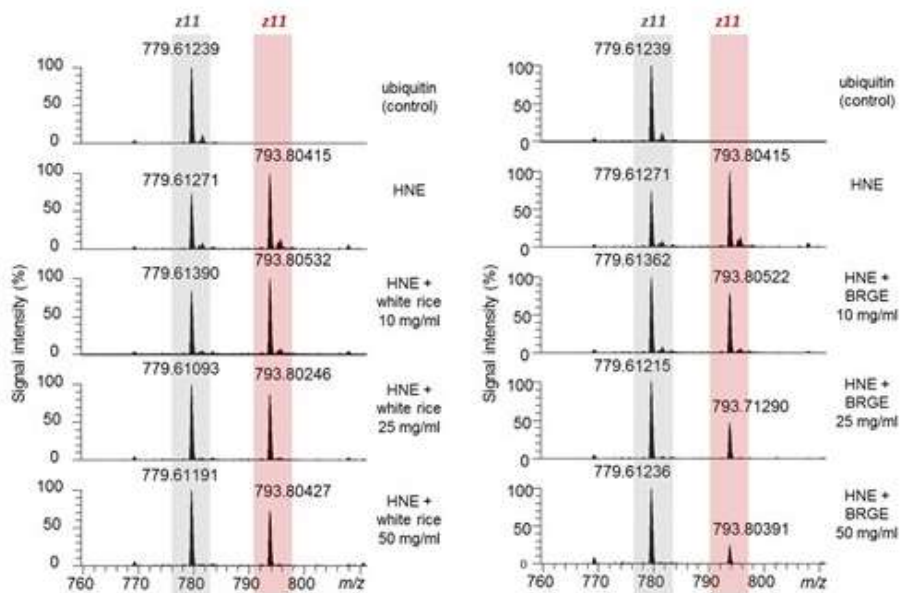 z11 z11
779.61239
100
50
0
ubiquitin
(control)
779.61271 793.80415
100
50
0
HNE
779.61390 793.80532
100
50
0
HNE +
white rice
10 mg/ml
779.61093 793.80246
100
50
0
HNE +
white rice
25 mg/ml
779.61191 793.80427
100
50
0
HNE +
white rice
50 mg/ml
760 770 780 790 800 m/z
Signal intensity (%)
z11 z11
779.61239
100
50
0
ubiquitin
(control)
779.61271 793.80415
100
50
0
HNE
779.61362 793.80522
100
50
0
HNE +
BRGE
10 mg/ml
779.61215 793.71290
100
50
0
HNE +
BRGE
25 mg/ml
779.61236 793.80391
100
50
0
HNE +
BRGE
50 mg/ml
760 770 780 790 800 m/z
Signal intensity (%)